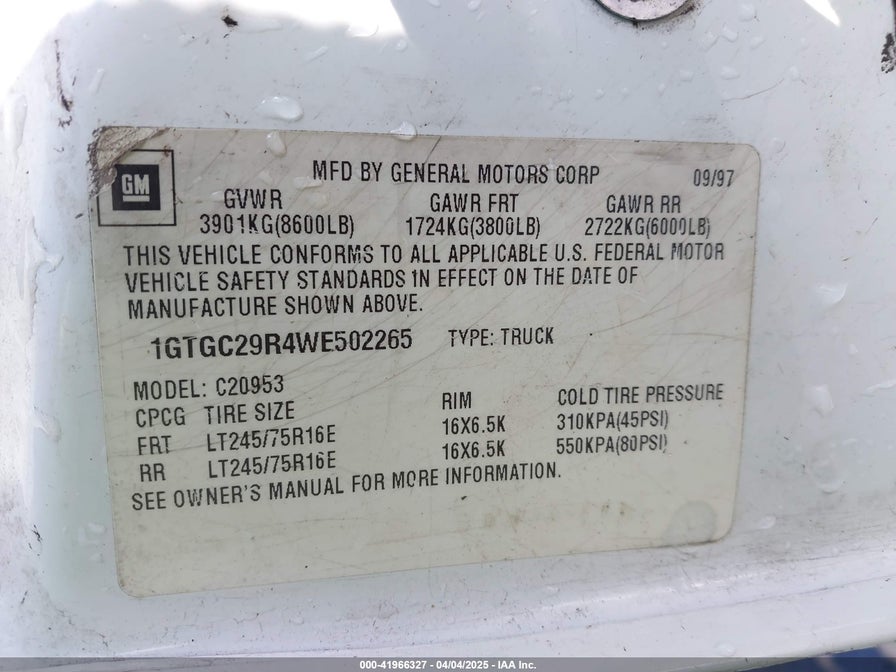 GM
MFD BY GENERAL MOTORS CORP 09/97
GVWR GAWR FRT GAWR RR
3901KG(8600LB) 1724KG(3800LB) 2722KG(6000LB)
THIS VEHICLE CONFORMS TO ALL APPLICABLE U.S. FEDERAL MOTOR
VEHICLE SAFETY STANDARDS IN EFFECT ON THE DATE OF
MANUFACTURE SHOWN ABOVE.
1GTGC29R4WE502265 TYPE: TRUCK
MODEL: C20953
CPCG TIRE SIZE RIM COLD TIRE PRESSURE
FRT LT245/75R16E 16X6.5K 310KPA(45PSI)
RR LT245/75R16E 16X6.5K 550KPA(80PSI)
SEE OWNER'S MANUAL FOR MORE INFORMATION.
000-41966327 - 04/04/2025 - IAA Inc.